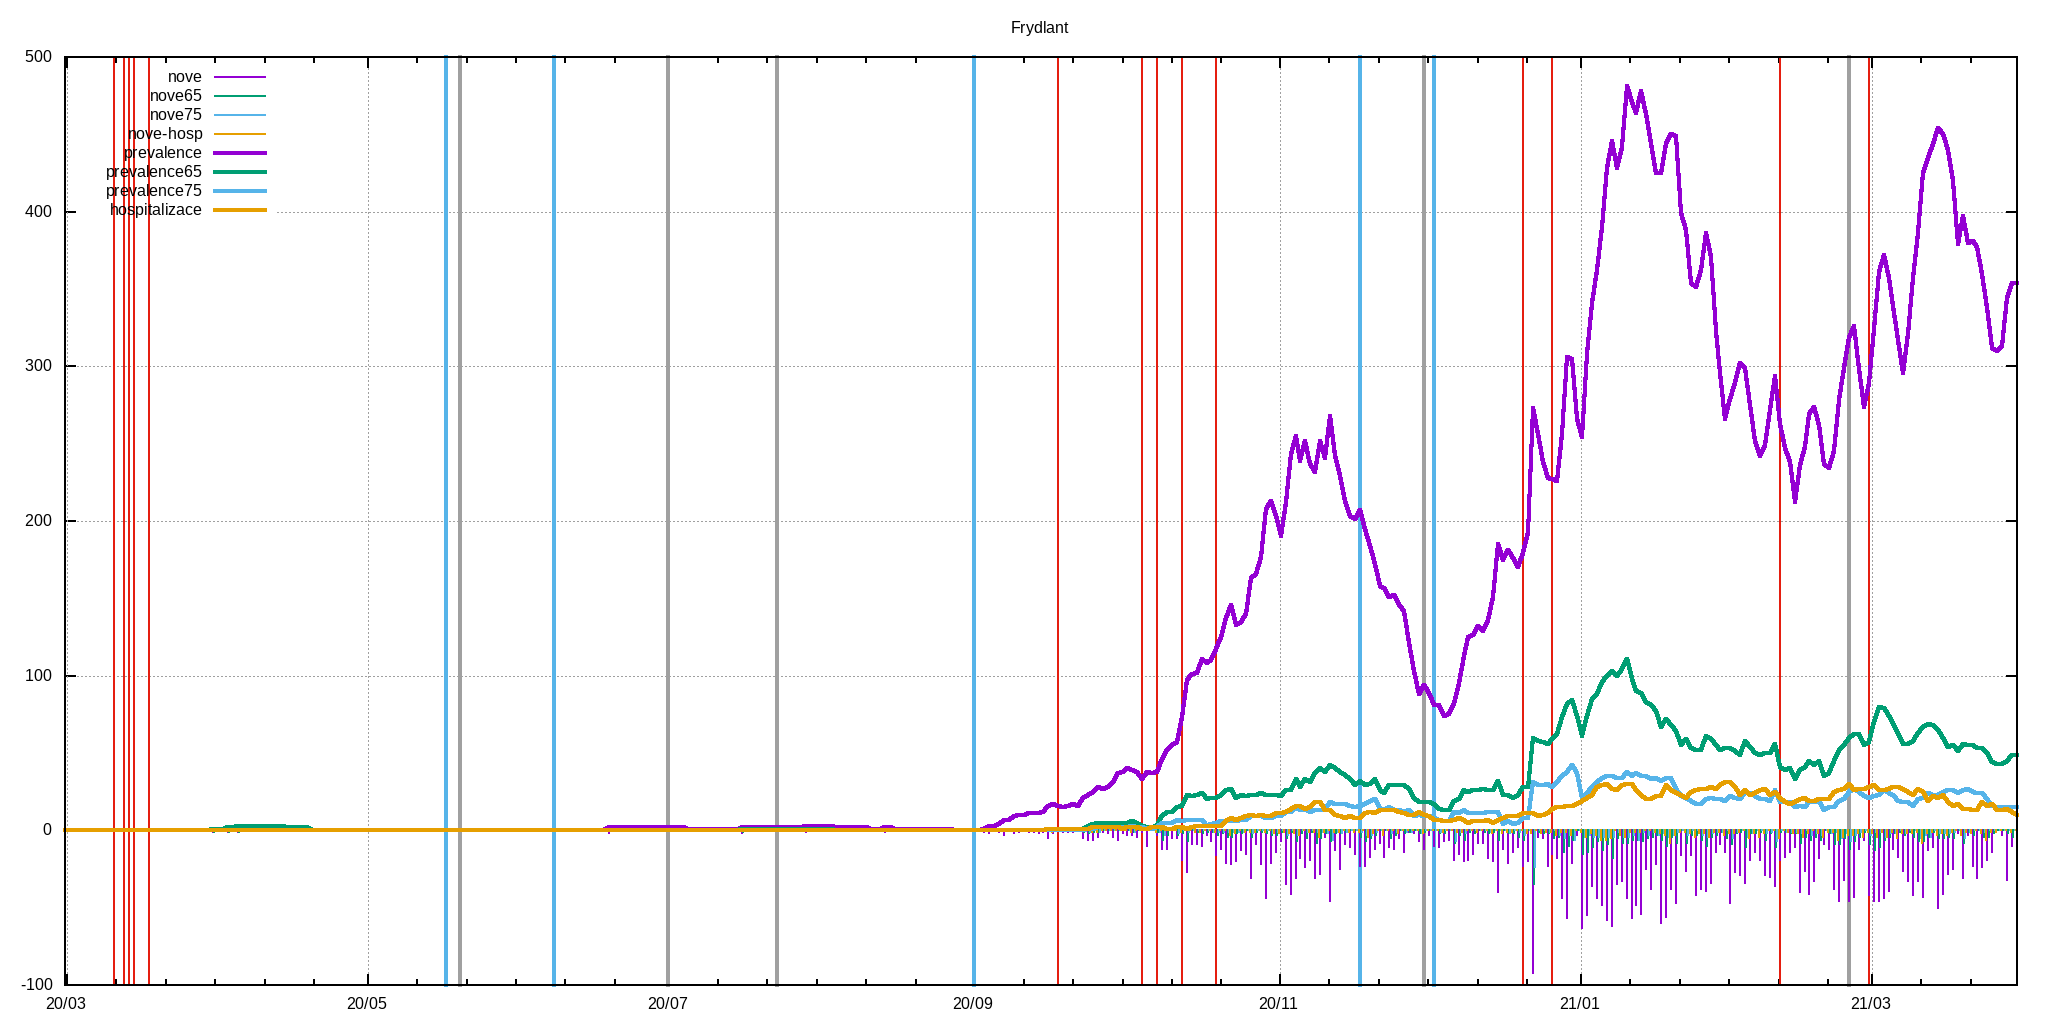 Frydlant
500
nove
nove65
nove75
nove-hosp
prevalence
prevalence65
prevalence75
hospitalizace
400
300
200
100
0
-100
20/03 20/05 20/07 20/09 20/11 21/01 21/03